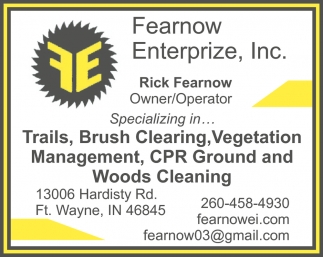 FE
Fearnow
Enterprize, Inc.
Rick Fearnow
Owner/Operator
Specializing in...
Trails, Brush Clearing,Vegetation
Management, CPR Ground and
Woods Cleaning
13006 Hardisty Rd.
Ft. Wayne, IN 46845
260-458-4930
fearnowei.com
fearnow03@gmail.com